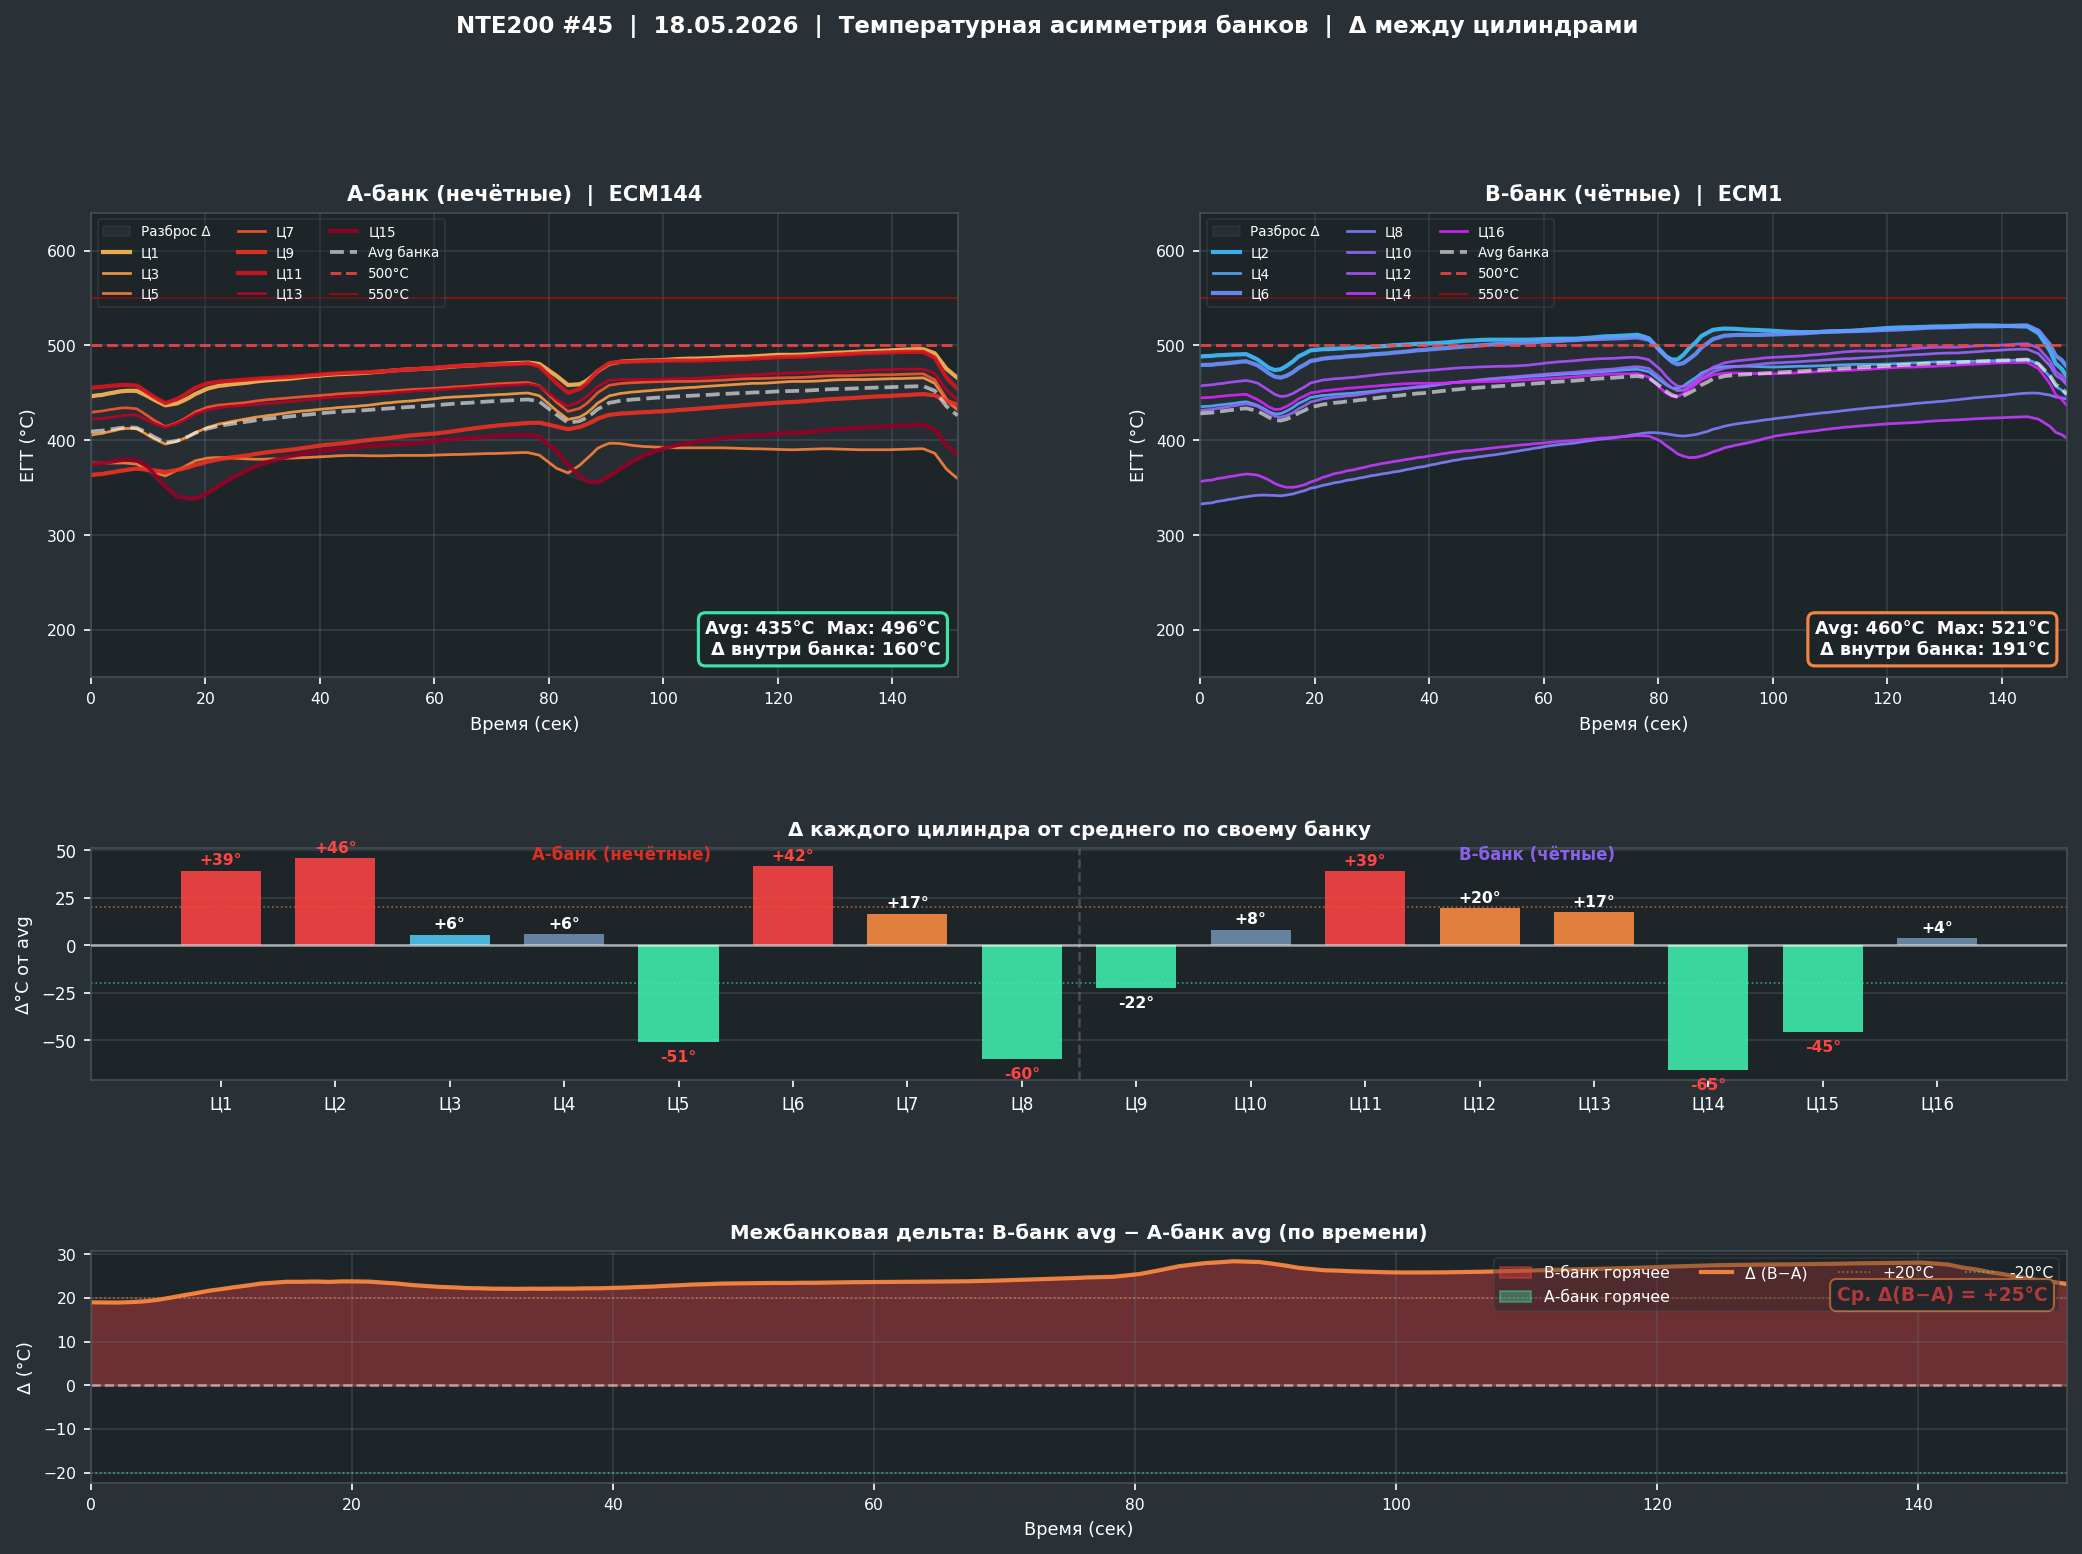 NTE200 #45 | 18.05.2026 | Температурная асимметрия банков | Δ между цилиндрами
А-банк (нечётные) | ECM144
ЕГТ (°C)
600
500
400
300
200
Разброс Δ
Ц1
Ц3
Ц5
Ц7
Ц9
Ц11
Ц13
Ц15
Avg банка
500°C
550°C
Avg: 435°C Max: 496°C
Δ внутри банка: 160°C
0 20 40 60 80 100 120 140
Время (сек)
В-банк (чётные) | ECM1
ЕГТ (°C)
600
500
400
300
200
Разброс Δ
Ц2
Ц4
Ц6
Ц8
Ц10
Ц12
Ц14
Ц16
Avg банка
500°C
550°C
Avg: 460°C Max: 521°C
Δ внутри банка: 191°C
0 20 40 60 80 100 120 140
Время (сек)
Δ каждого цилиндра от среднего по своему банку
Δ°C от avg
50
25
0
−25
−50
А-банк (нечётные)
В-банк (чётные)
+39° +46° +6° +6° -51° +42° +17° -60° -22° +8° +39° +20° +17° -65° -45° +4°
Ц1 Ц2 Ц3 Ц4 Ц5 Ц6 Ц7 Ц8 Ц9 Ц10 Ц11 Ц12 Ц13 Ц14 Ц15 Ц16
Межбанковая дельта: В-банк avg − А-банк avg (по времени)
Δ (°C)
30
20
10
0
−10
−20
В-банк горячее
А-банк горячее
Δ (B−A)
+20°C
-20°C
Ср. Δ(B−A) = +25°C
0 20 40 60 80 100 120 140
Время (сек)